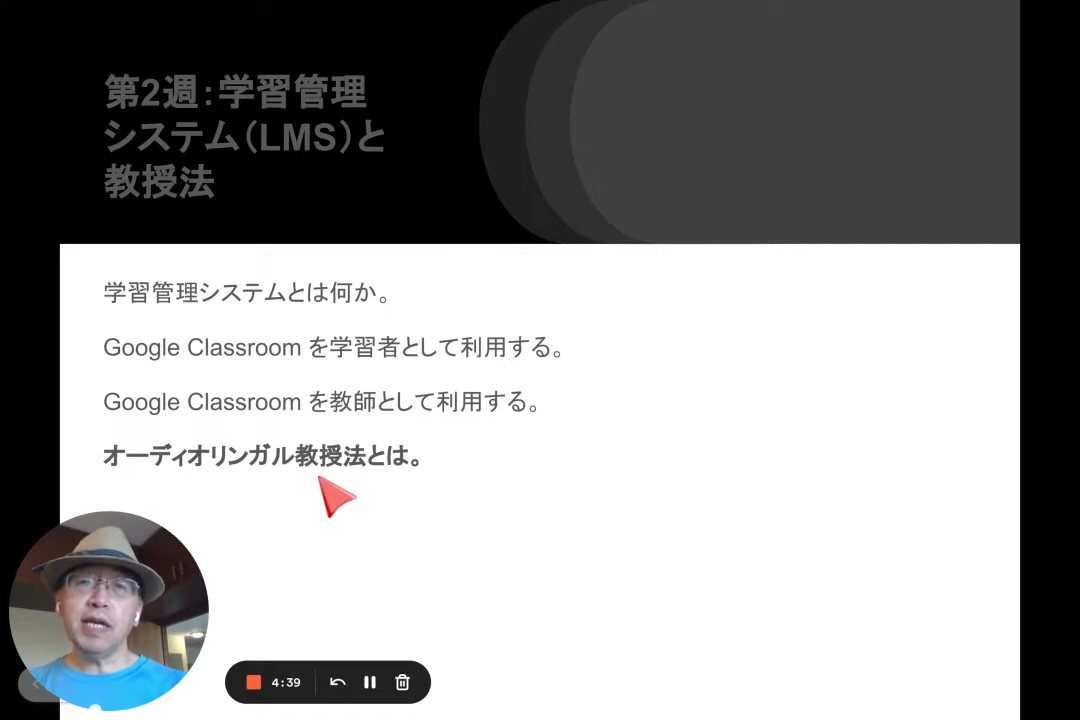 第2週：学習管理
システム（LMS）と
教授法
学習管理システムとは何か。
Google Classroom を学習者として利用する。
Google Classroom を教師として利用する。
オーディオリンガル教授法とは。
4:39